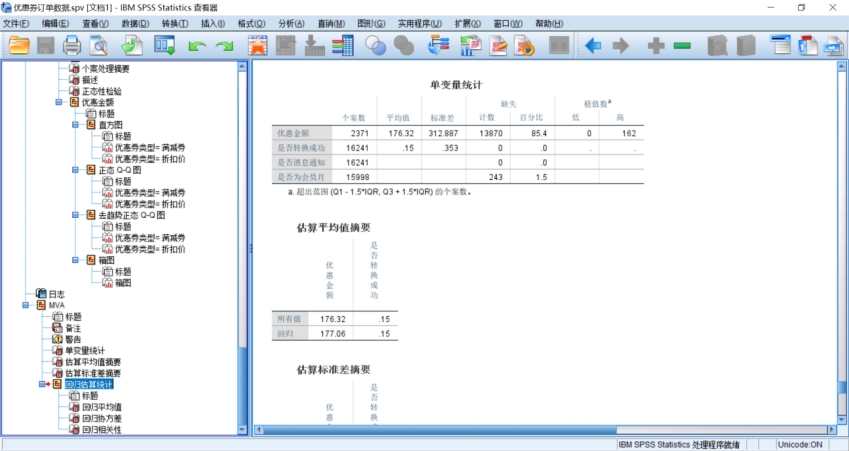 优惠券订单数据.spv [文档1] - IBM SPSS Statistics 查看器
文件(F) 编辑(E) 查看(V) 数据(D) 转换(T) 插入(I) 格式(O) 分析(A) 直销(M) 图形(G) 实用程序(U) 扩展(X) 窗口(W) 帮助(H)
个案处理摘要
描述
正态性检验
优惠金额
标题
直方图
标题
优惠券类型= 满减券
优惠券类型= 折扣价
正态 Q-Q 图
标题
优惠券类型= 满减券
优惠券类型= 折扣价
去趋势正态 Q-Q 图
标题
优惠券类型= 满减券
优惠券类型= 折扣价
箱图
标题
箱图
日志
MVA
标题
备注
警告
单变量统计
估算平均值摘要
估算标准差摘要
回归估算统计
标题
回归平均值
回归协方差
回归相关性
单变量统计
缺失 极值数a
个案数 平均值 标准差 计数 百分比 低 高
优惠金额 2371 176.32 312.887 13870 85.4 0 162
是否转换成功 16241 .15 .353 0 .0 . .
是否消息通知 16241 0 .0
是否为会员月 15998 243 1.5
a. 超出范围 (Q1 - 1.5*IQR, Q3 + 1.5*IQR) 的个案数。
估算平均值摘要
优惠金额 是否转换成功
所有值 176.32 .15
回归 177.06 .15
估算标准差摘要
优惠 是否转换成
IBM SPSS Statistics 处理程序就绪 Unicode:ON